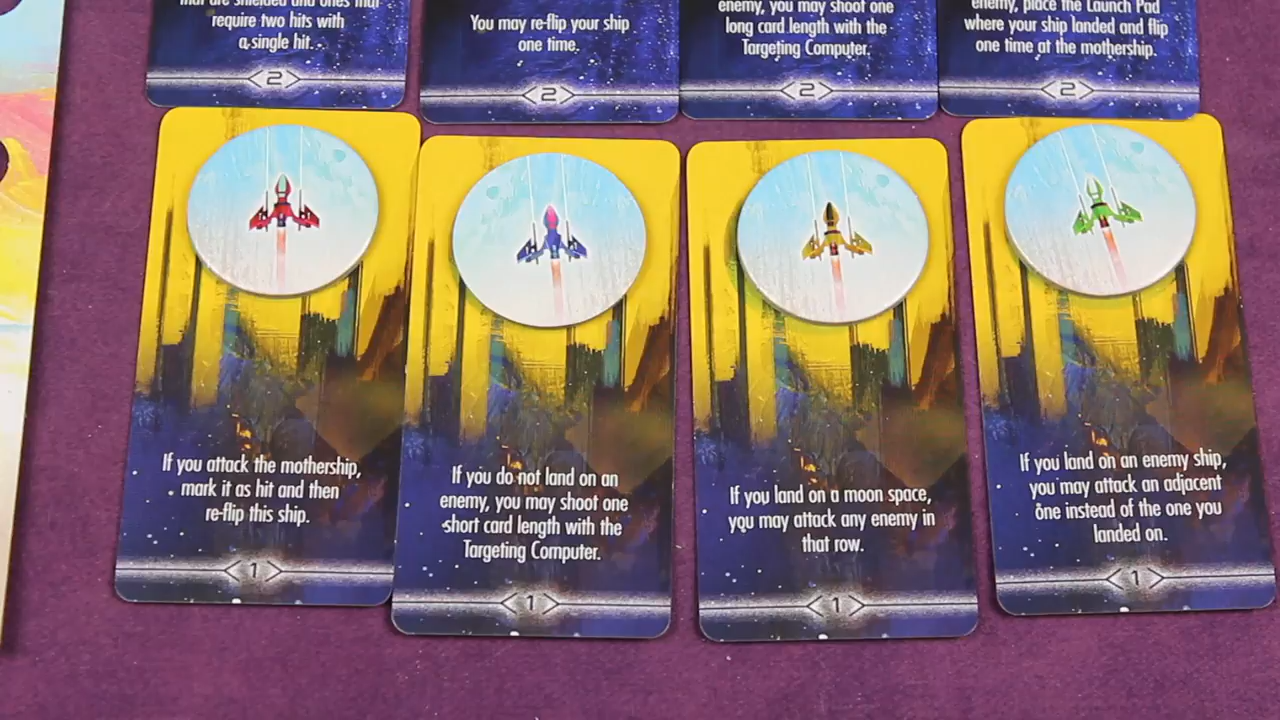 that are shielded and ones that
require two hits with
a single hit.
2
You may re-flip your ship
one time.
2
enemy, you may shoot one
long card length with the
Targeting Computer.
2
enemy, place the Launch Pad
where your ship landed and flip
one time at the mothership.
2
If you attack the mothership,
mark it as hit and then
re-flip this ship.
1
If you do not land on an
enemy, you may shoot one
short card length with the
Targeting Computer.
1
If you land on a moon space,
you may attack any enemy in
that row.
1
If you land on an enemy ship,
you may attack an adjacent
one instead of the one you
landed on.
1